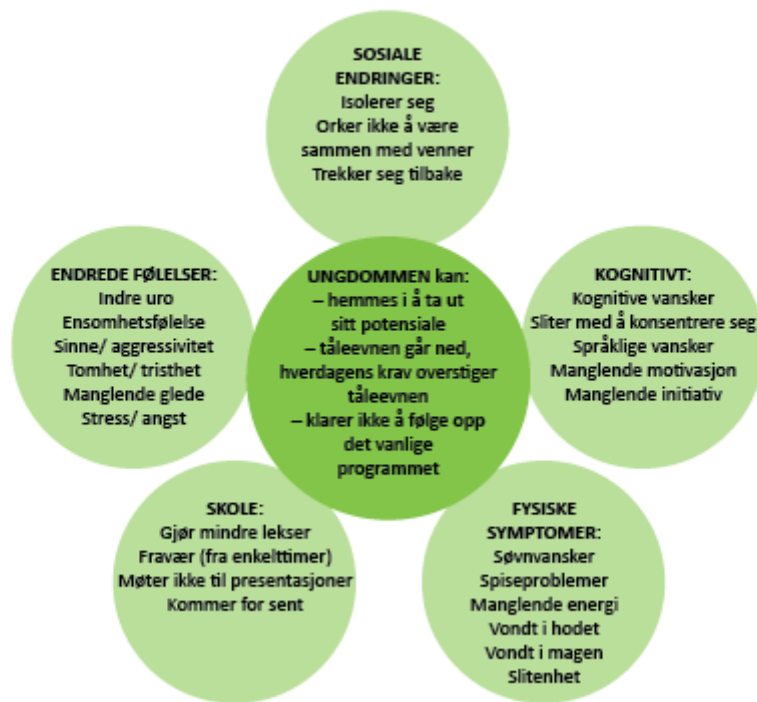 SOSIALE
ENDRINGER:
Isolerer seg
Orker ikke å være
sammen med venner
Trekker seg tilbake
ENDREDE FØLELSER:
Indre uro
Ensomhetsfølelse
Sinne/ aggressivitet
Tomhet/ tristhet
Manglende glede
Stress/ angst
UNGDOMMEN kan:
– hemmes i å ta ut
sitt potensiale
– tåleevnen går ned,
hverdagens krav overstiger
tåleevnen
– klarer ikke å følge opp
det vanlige
programmet
KOGNITIVT:
Kognitive vansker
Sliter med å konsentrere seg
Språklige vansker
Manglende motivasjon
Manglende initiativ
SKOLE:
Gjør mindre lekser
Fravær (fra enkelttimer)
Møter ikke til presentasjoner
Kommer for sent
FYSISKE
SYMPTOMER:
Søvnvansker
Spiseproblemer
Manglende energi
Vondt i hodet
Vondt i magen
Slitenhet